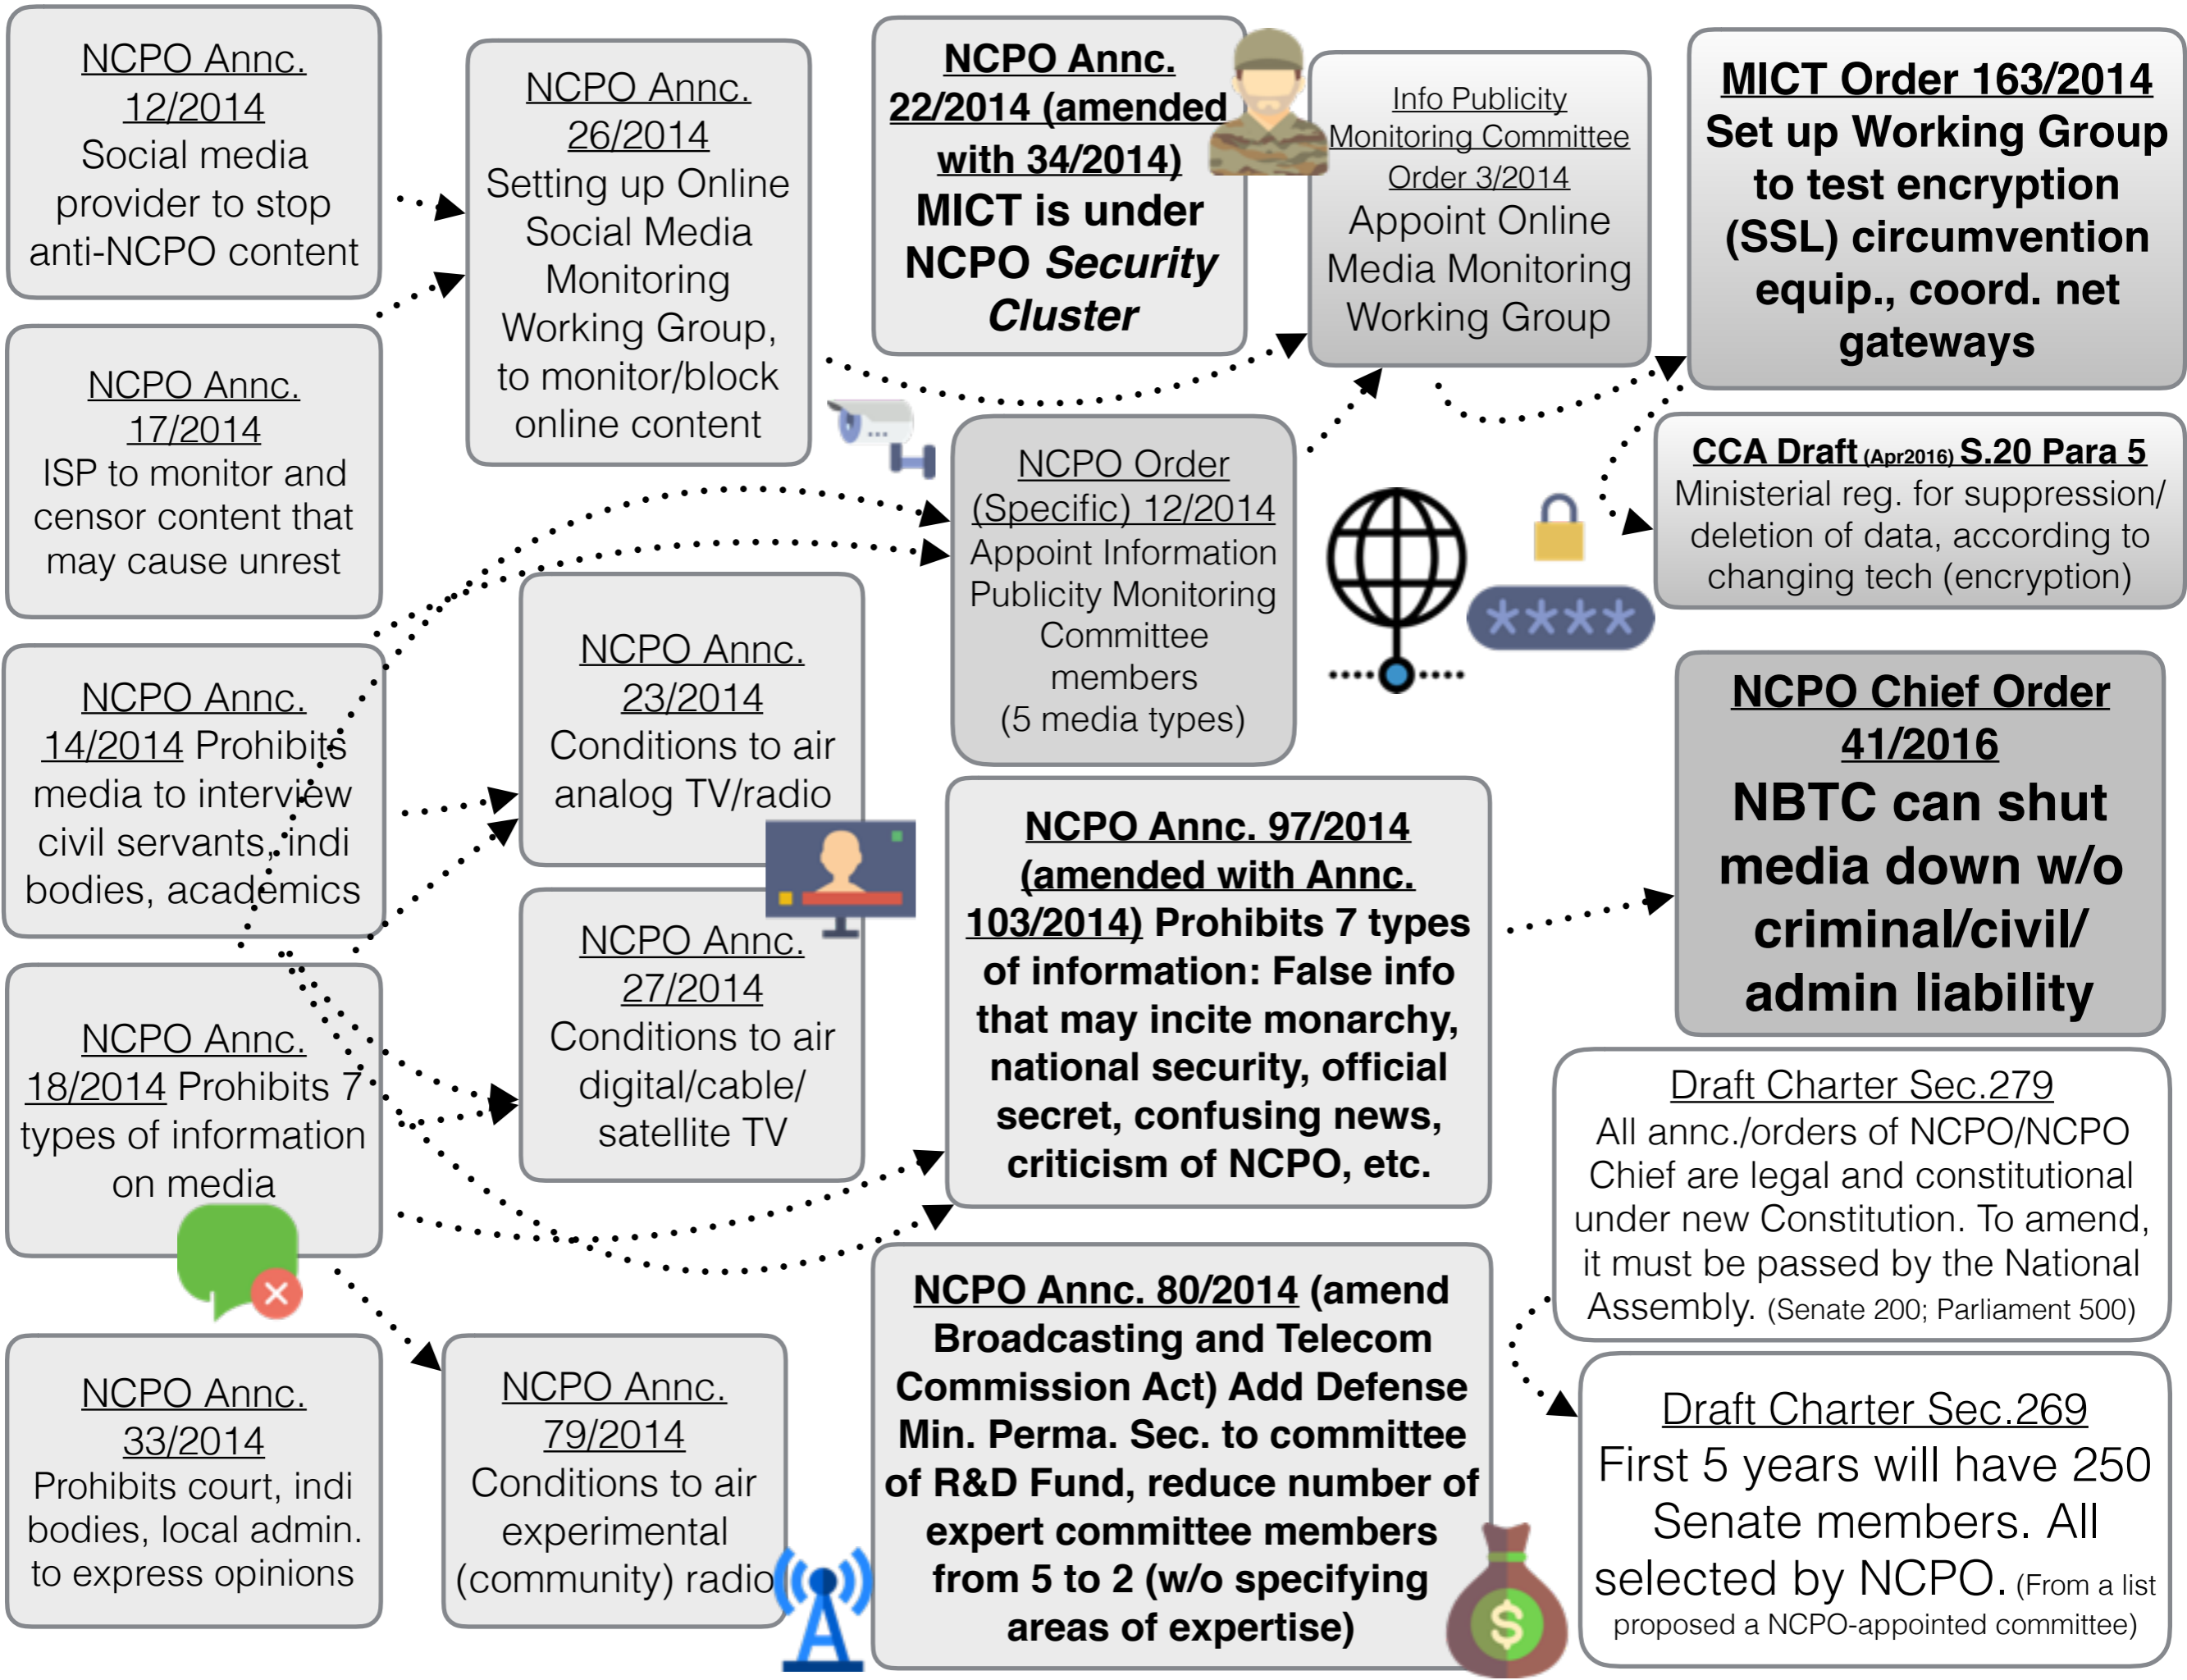 NCPO Annc.
12/2014
Social media
provider to stop
anti-NCPO content
NCPO Annc.
17/2014
ISP to monitor and
censor content that
may cause unrest
NCPO Annc.
14/2014 Prohibits
media to interview
civil servants, indi
bodies, academics
NCPO Annc.
18/2014 Prohibits 7
types of information
on media
NCPO Annc.
33/2014
Prohibits court, indi
bodies, local admin.
to express opinions
NCPO Annc.
26/2014
Setting up Online
Social Media
Monitoring
Working Group,
to monitor/block
online content
NCPO Annc.
23/2014
Conditions to air
analog TV/radio
NCPO Annc.
27/2014
Conditions to air
digital/cable/
satellite TV
NCPO Annc.
79/2014
Conditions to air
experimental
(community) radio
NCPO Annc.
22/2014 (amended
with 34/2014)
MICT is under
NCPO Security
Cluster
NCPO Order
(Specific) 12/2014
Appoint Information
Publicity Monitoring
Committee
members
(5 media types)
NCPO Annc. 97/2014
(amended with Annc.
103/2014) Prohibits 7 types
of information: False info
that may incite monarchy,
national security, official
secret, confusing news,
criticism of NCPO, etc.
NCPO Annc. 80/2014 (amend
Broadcasting and Telecom
Commission Act) Add Defense
Min. Perma. Sec. to committee
of R&D Fund, reduce number of
expert committee members
from 5 to 2 (w/o specifying
areas of expertise)
$
Info Publicity
Monitoring Committee
Order 3/2014
Appoint Online
Media Monitoring
Working Group
****
MICT Order 163/2014
Set up Working Group
to test encryption
(SSL) circumvention
equip., coord. net
gateways
CCA Draft (Apr2016) S.20 Para 5
Ministerial reg. for suppression/
deletion of data, according to
changing tech (encryption)
NCPO Chief Order
41/2016
NBTC can shut
media down w/o
criminal/civil/
admin liability
Draft Charter Sec.279
All annc./orders of NCPO/NCPO
Chief are legal and constitutional
under new Constitution. To amend,
it must be passed by the National
Assembly. (Senate 200; Parliament 500)
Draft Charter Sec.269
First 5 years will have 250
Senate members. All
selected by NCPO. (From a list
proposed a NCPO-appointed committee)